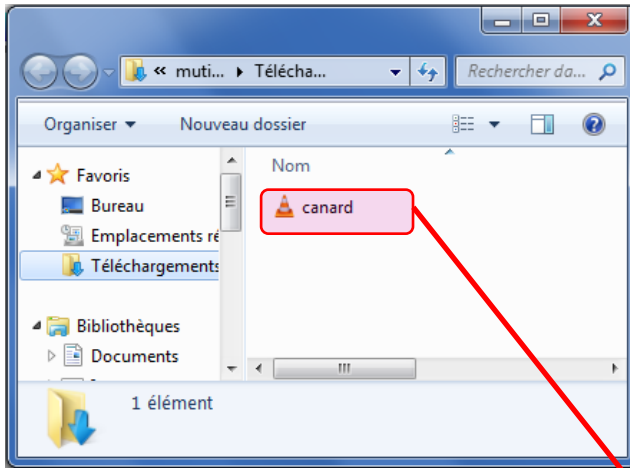 « muti... ▸ Télécha...
Rechercher da...
Organiser ▾ Nouveau dossier
Favoris
Bureau
Emplacements ré
Téléchargements
Bibliothèques
Documents
Nom
canard
1 élément